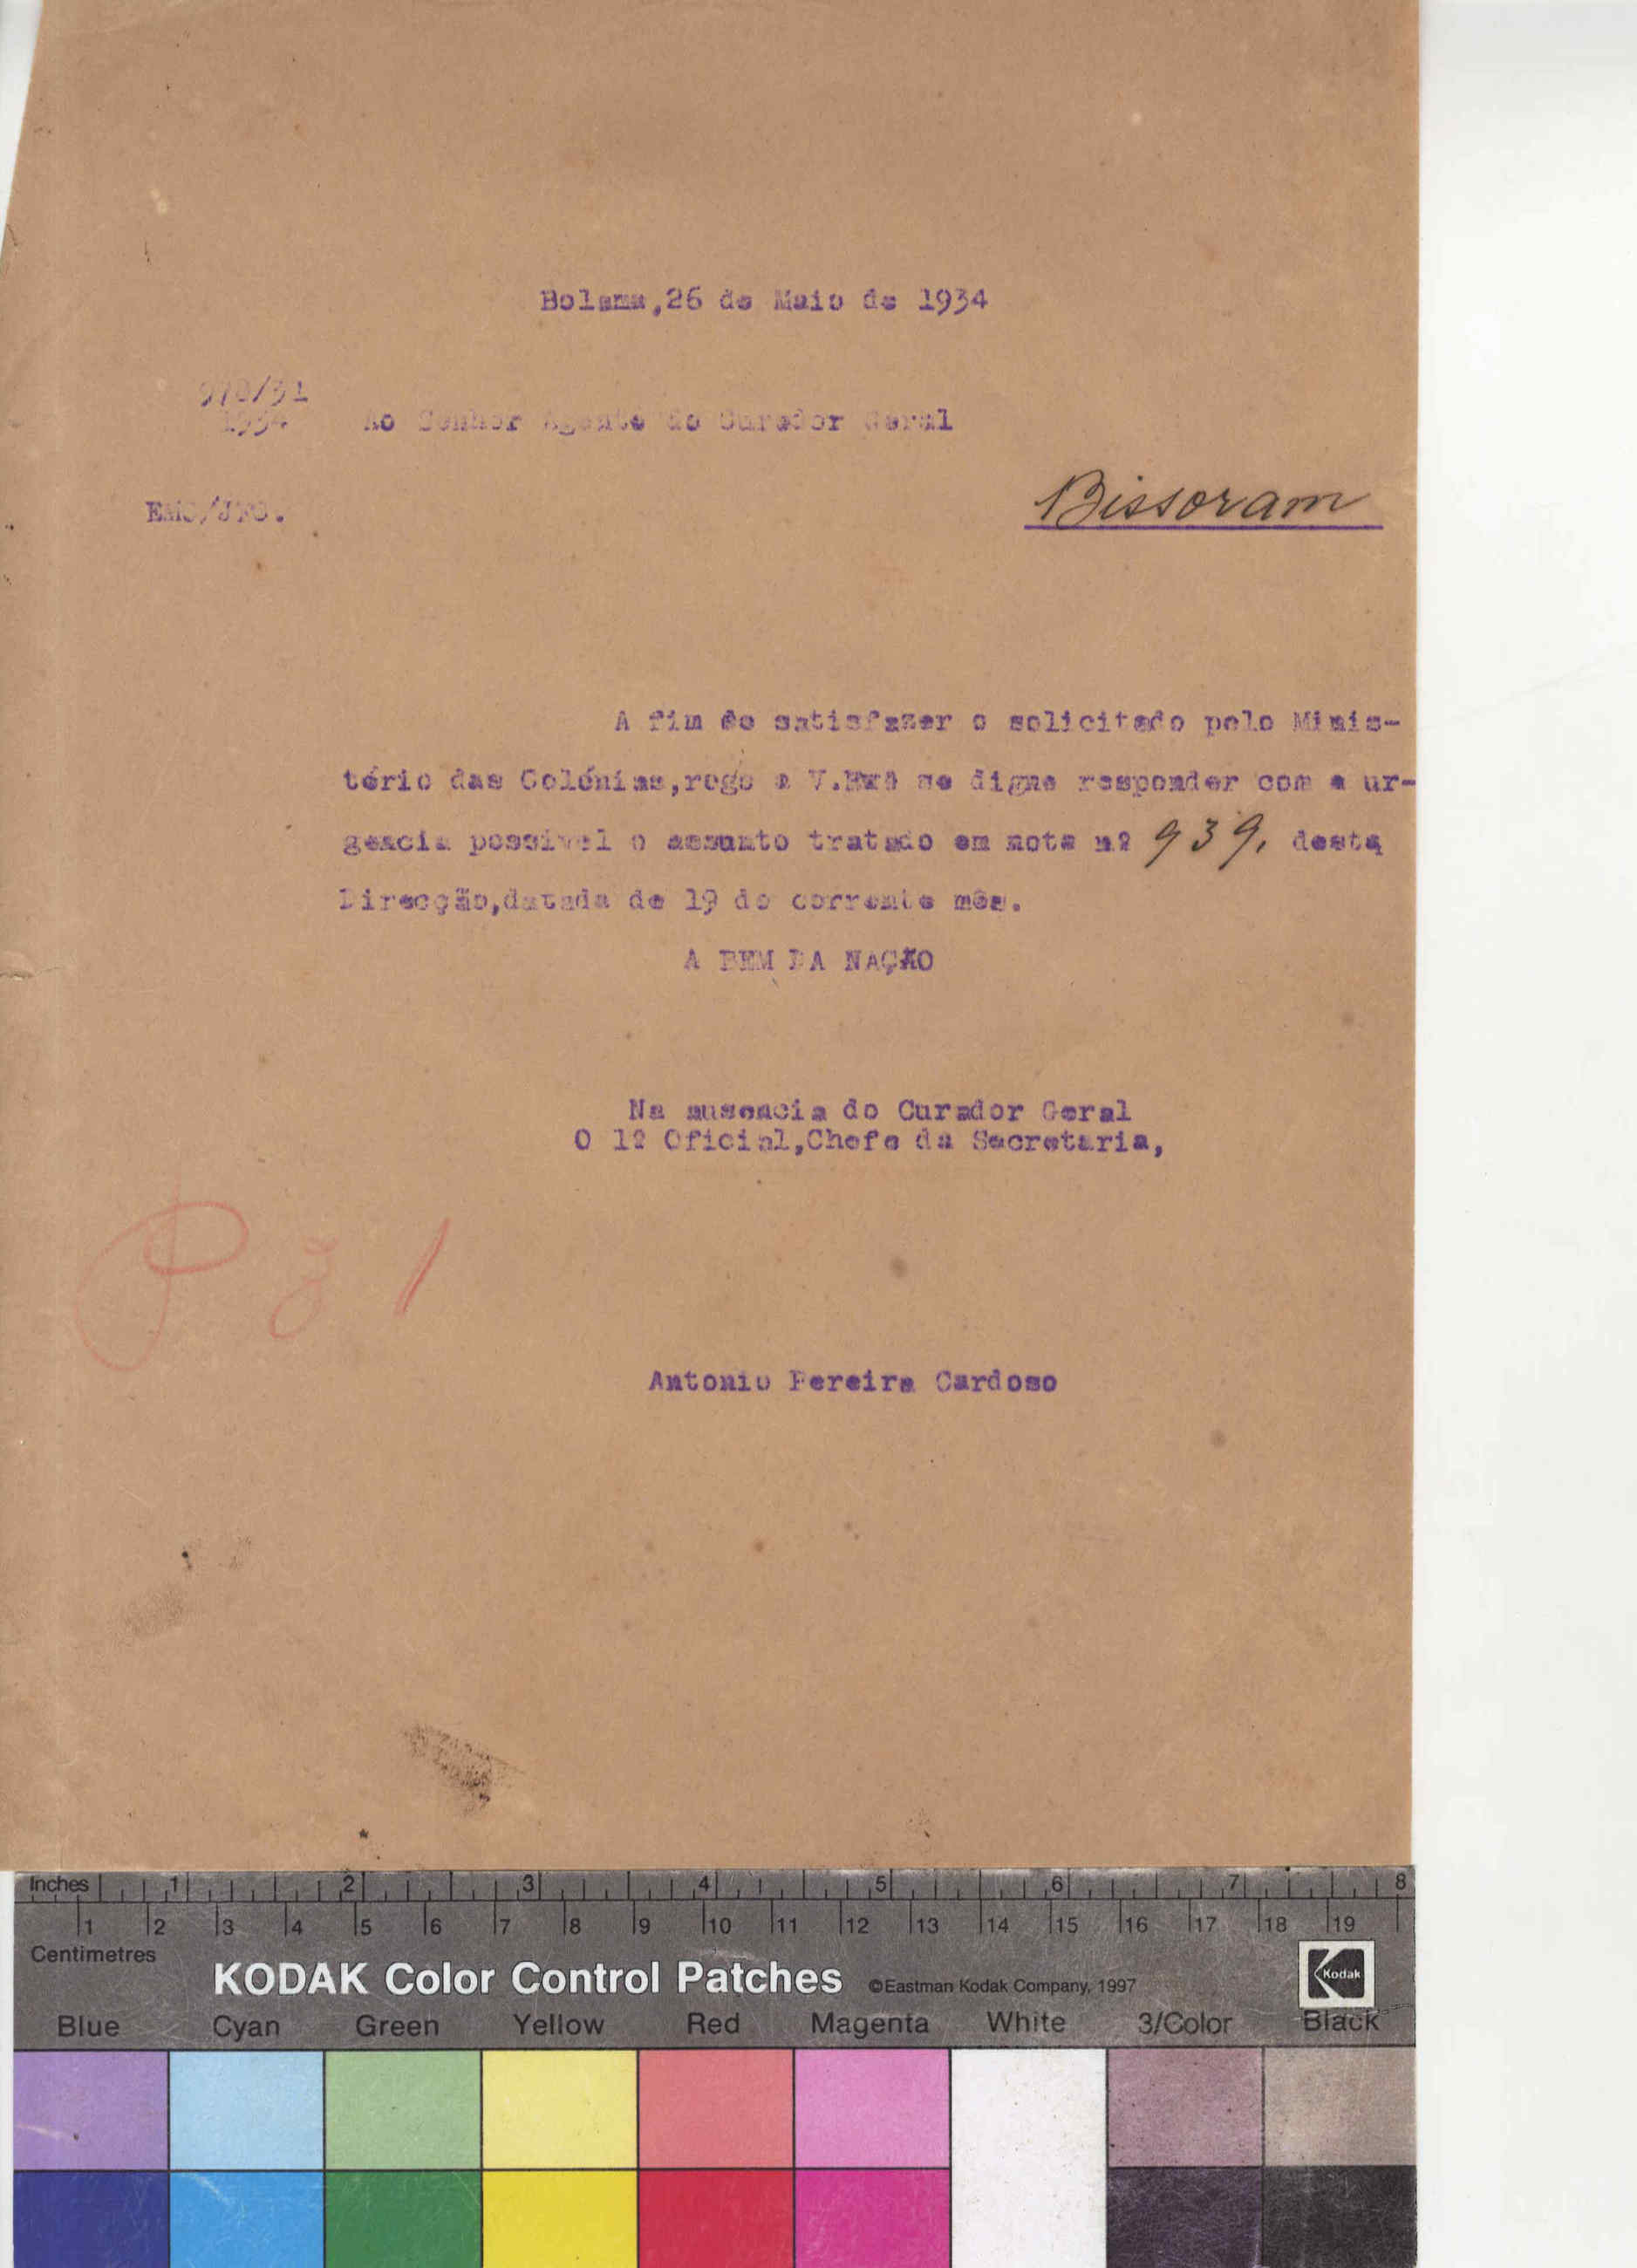 Bolama,26 de Maio de 1934
970/31
1934
Ao Senhor Agente do Curador Geral
Bissoram
A fim de satisfazer o solicitado pelo Minis-
tério das Colónias,rogo a V.Exª se digne responder com a ur-
gencia possivel o assunto tratado em nota nº 939, desta
Direcção,datada de 19 do corrente mês.
A BEM DA NAÇÃO
Na ausencia do Curador Geral
O 1º Oficial,Chefe da Secretaria,
P 1
Antonio Pereira Cardoso
Inches 1 2 3 4 5 6 7 8
1 2 3 4 5 6 7 8 9 10 11 12 13 14 15 16 17 18 19
Centimetres
KODAK Color Control Patches ©Eastman Kodak Company, 1997 Kodak
Blue Cyan Green Yellow Red Magenta White 3/Color Black